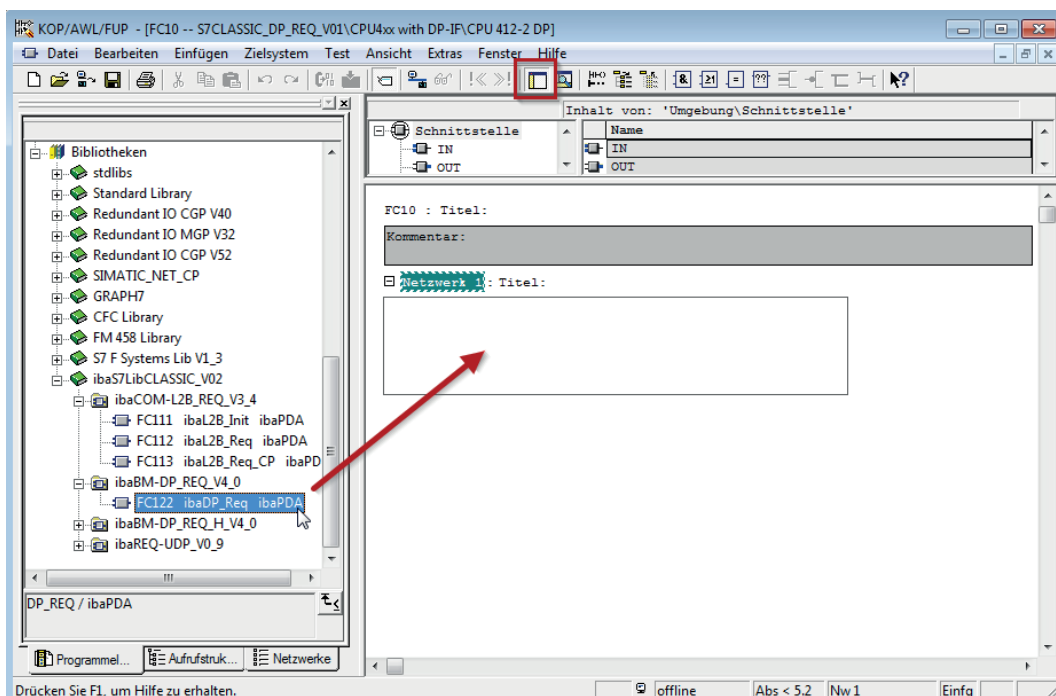 KOP/AWL/FUP - [FC10 -- S7CLASSIC_DP_REQ_V01\CPU4xx with DP-IF\CPU 412-2 DP]
Datei Bearbeiten Einfügen Zielsystem Test Ansicht Extras Fenster Hilfe
Bibliotheken
stdlibs
Standard Library
Redundant IO CGP V40
Redundant IO MGP V32
Redundant IO CGP V52
SIMATIC_NET_CP
GRAPH7
CFC Library
FM 458 Library
S7 F Systems Lib V1_3
ibaS7LibCLASSIC_V02
ibaCOM-L2B_REQ_V3_4
FC111 ibaL2B_Init ibaPDA
FC112 ibaL2B_Req ibaPDA
FC113 ibaL2B_Req_CP ibaPD
ibaBM-DP_REQ_V4_0
FC122 ibaDP_Req ibaPDA
ibaBM-DP_REQ_H_V4_0
ibaREQ-UDP_V0_9
DP_REQ / ibaPDA
Programmel... Aufrufstruk... Netzwerke
Inhalt von: 'Umgebung\Schnittstelle'
Schnittstelle
IN
OUT
Name
IN
OUT
FC10 : Titel:
Kommentar:
Netzwerk 1: Titel:
Drücken Sie F1, um Hilfe zu erhalten.
offline
Abs < 5.2
Nw 1
Einfg